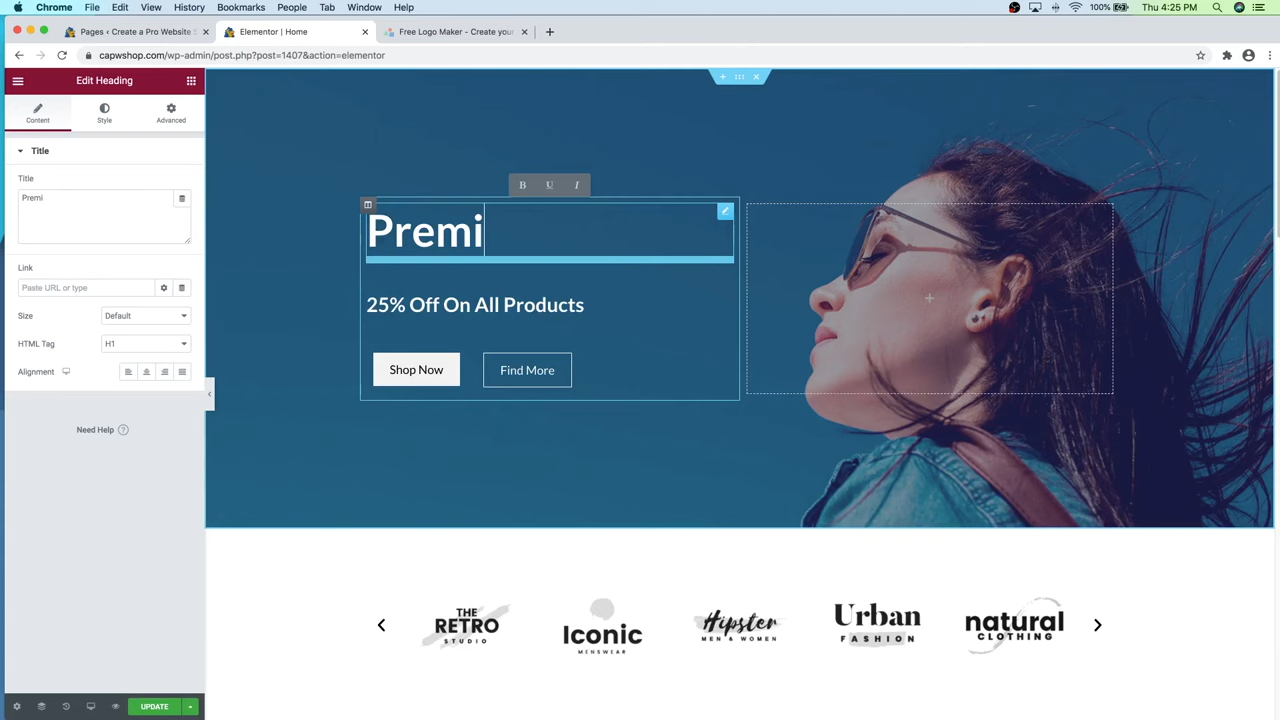 Chrome File Edit View History Bookmarks People Tab Window Help 100% Thu 4:25 PM
Pages ‹ Create a Pro Website × Elementor | Home × Free Logo Maker - Create your × +
capwshop.com/wp-admin/post.php?post=1407&action=elementor
Edit Heading
Content Style Advanced
Title
Title
Premi
Link
Paste URL or type
Size Default
HTML Tag H1
Alignment
Need Help ?
UPDATE
B U I
Premi
25% Off On All Products
Shop Now Find More
THE RETRO STUDIO
Iconic MENSWEAR
Hipster MEN & WOMEN
Urban FASHION
natural CLOTHING